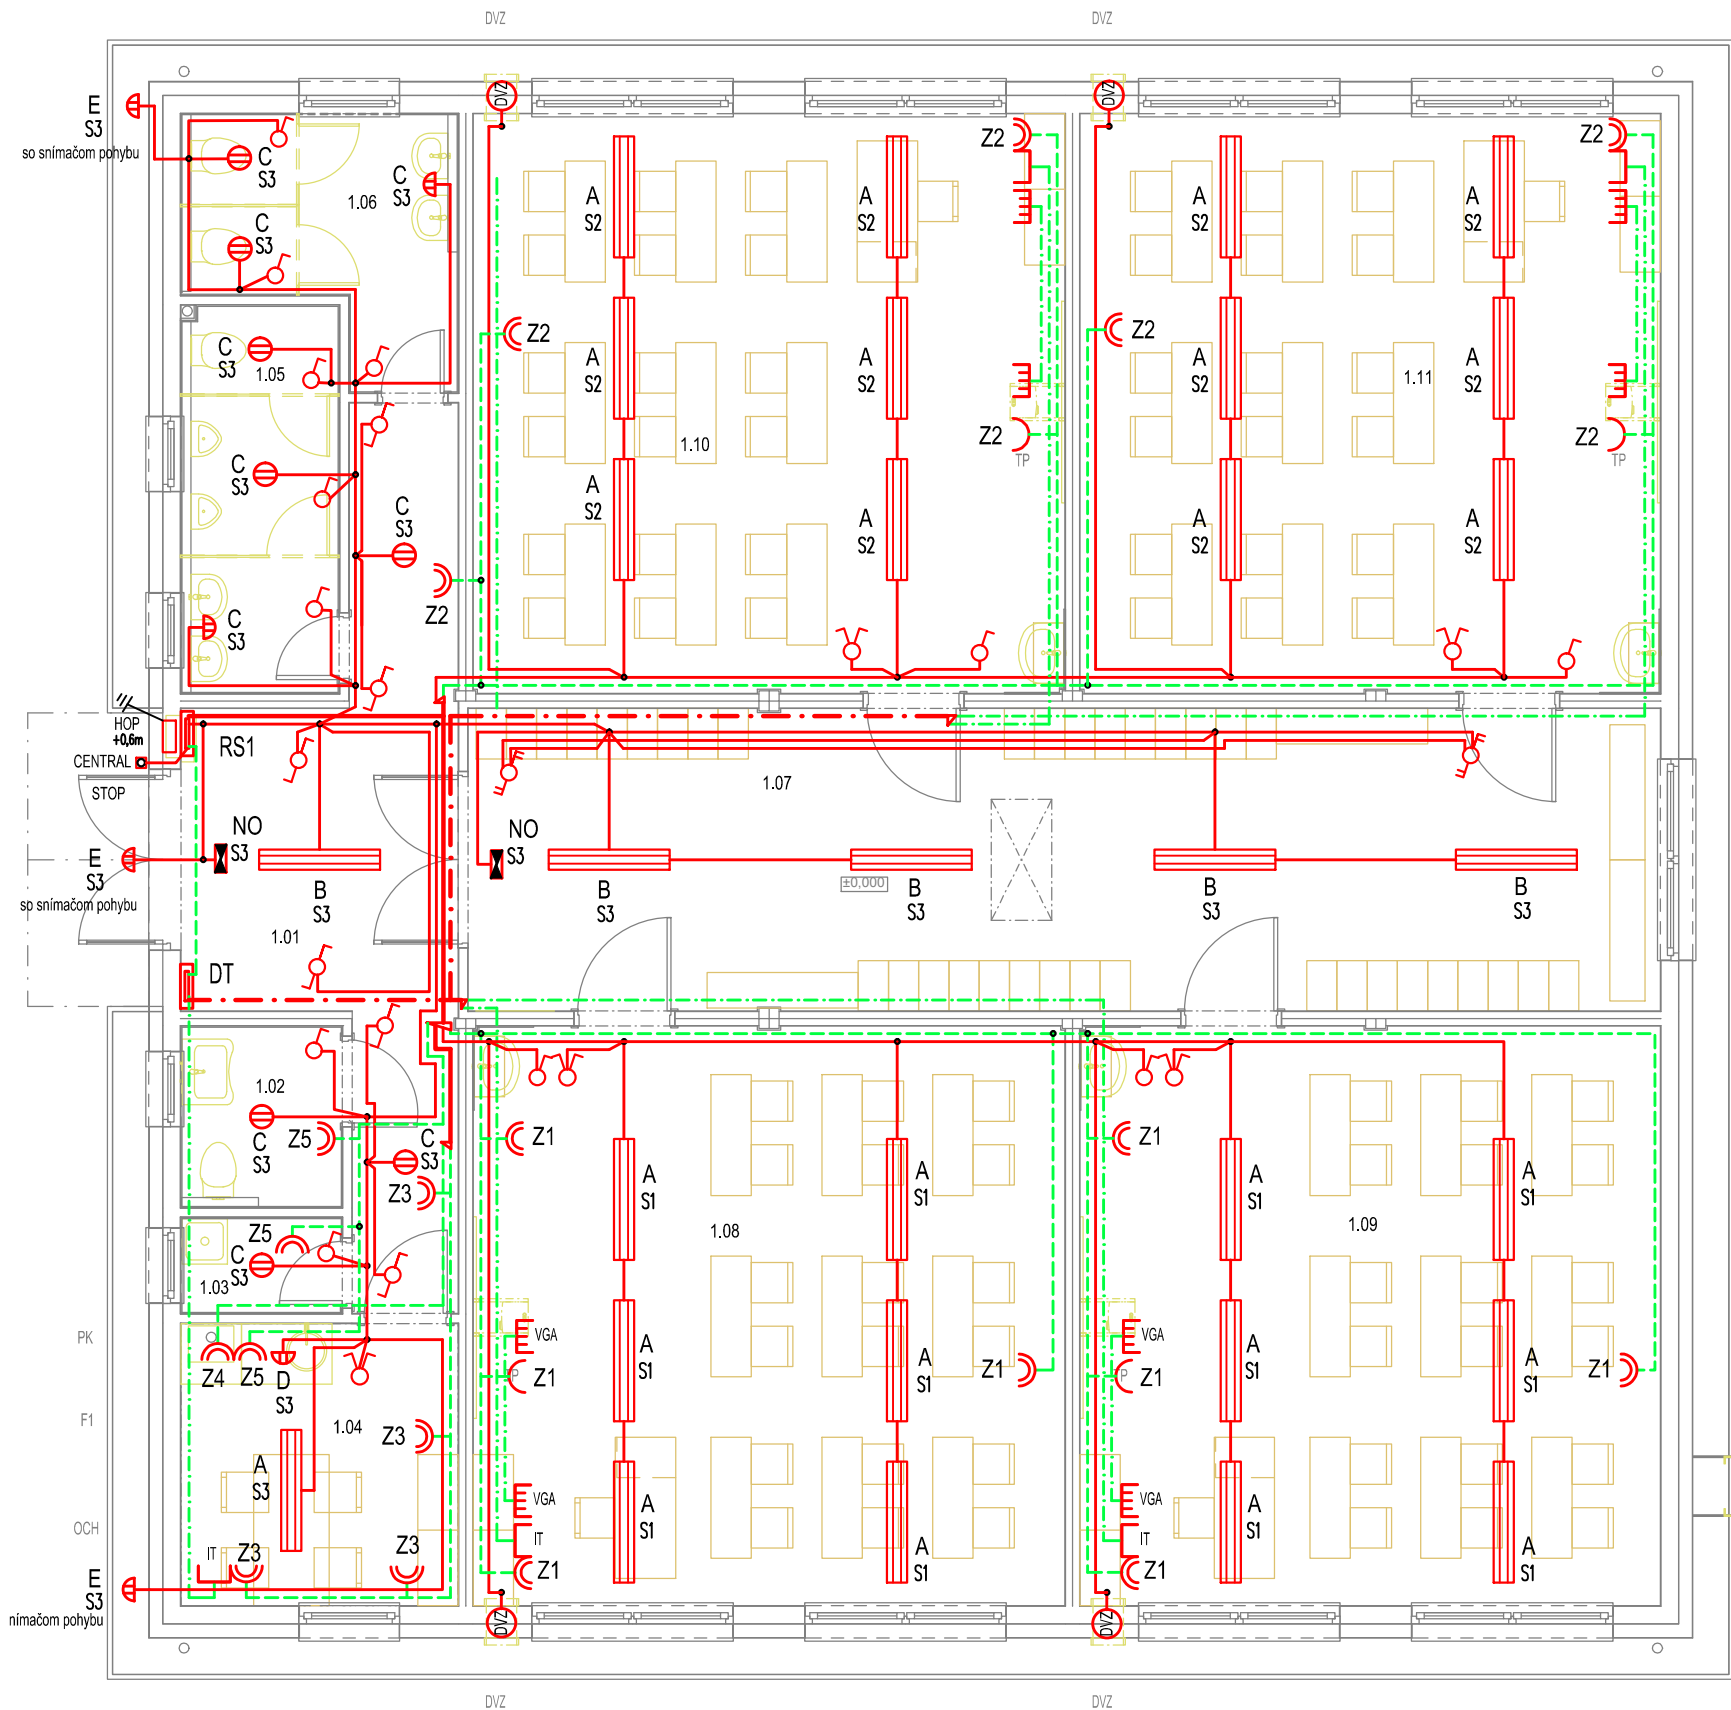 DVZ
DVZ
E
S3
so snímačom pohybu
DVZ
DVZ
C
S3
C
S3
1.06
C
S3
A
S2
A
S2
Z2
A
S2
A
S2
Z2
C
S3
1.05
Z2
A
S2
A
S2
Z2
A
S2
1.11
A
S2
1.10
Z2
TP
Z2
TP
C
S3
C
S3
A
S2
A
S2
A
S2
A
S2
Z2
C
S3
HOP
+0,6m
RS1
CENTRAL
STOP
1.07
NO
S3
NO
S3
E
S3
so snímačom pohybu
B
S3
B
S3
±0,000
B
S3
B
S3
B
S3
1.01
DT
1.02
C
S3
Z5
C
S3
Z3
Z1
Z1
A
S1
A
S1
A
S1
A
S1
1.08
1.09
Z5
C
S3
1.03
PK
VGA
VGA
Z4
Z5
D
S3
TP
Z1
A
S1
A
S1
Z1
TP
Z1
A
S1
A
S1
Z1
F1
1.04
Z3
A
S3
VGA
A
S1
VGA
A
S1
OCH
IT
Z3
Z3
IT
Z1
A
S1
IT
Z1
A
S1
E
S3
nímačom pohybu
DVZ
DVZ
DVZ
DVZ